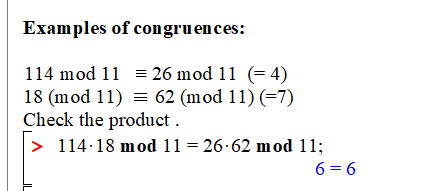 Examples of congruences:
114 mod 11 ≡ 26 mod 11 (= 4)
18 (mod 11) ≡ 62 (mod 11) (=7)
Check the product .
> 114·18 mod 11 = 26·62 mod 11;
6 = 6